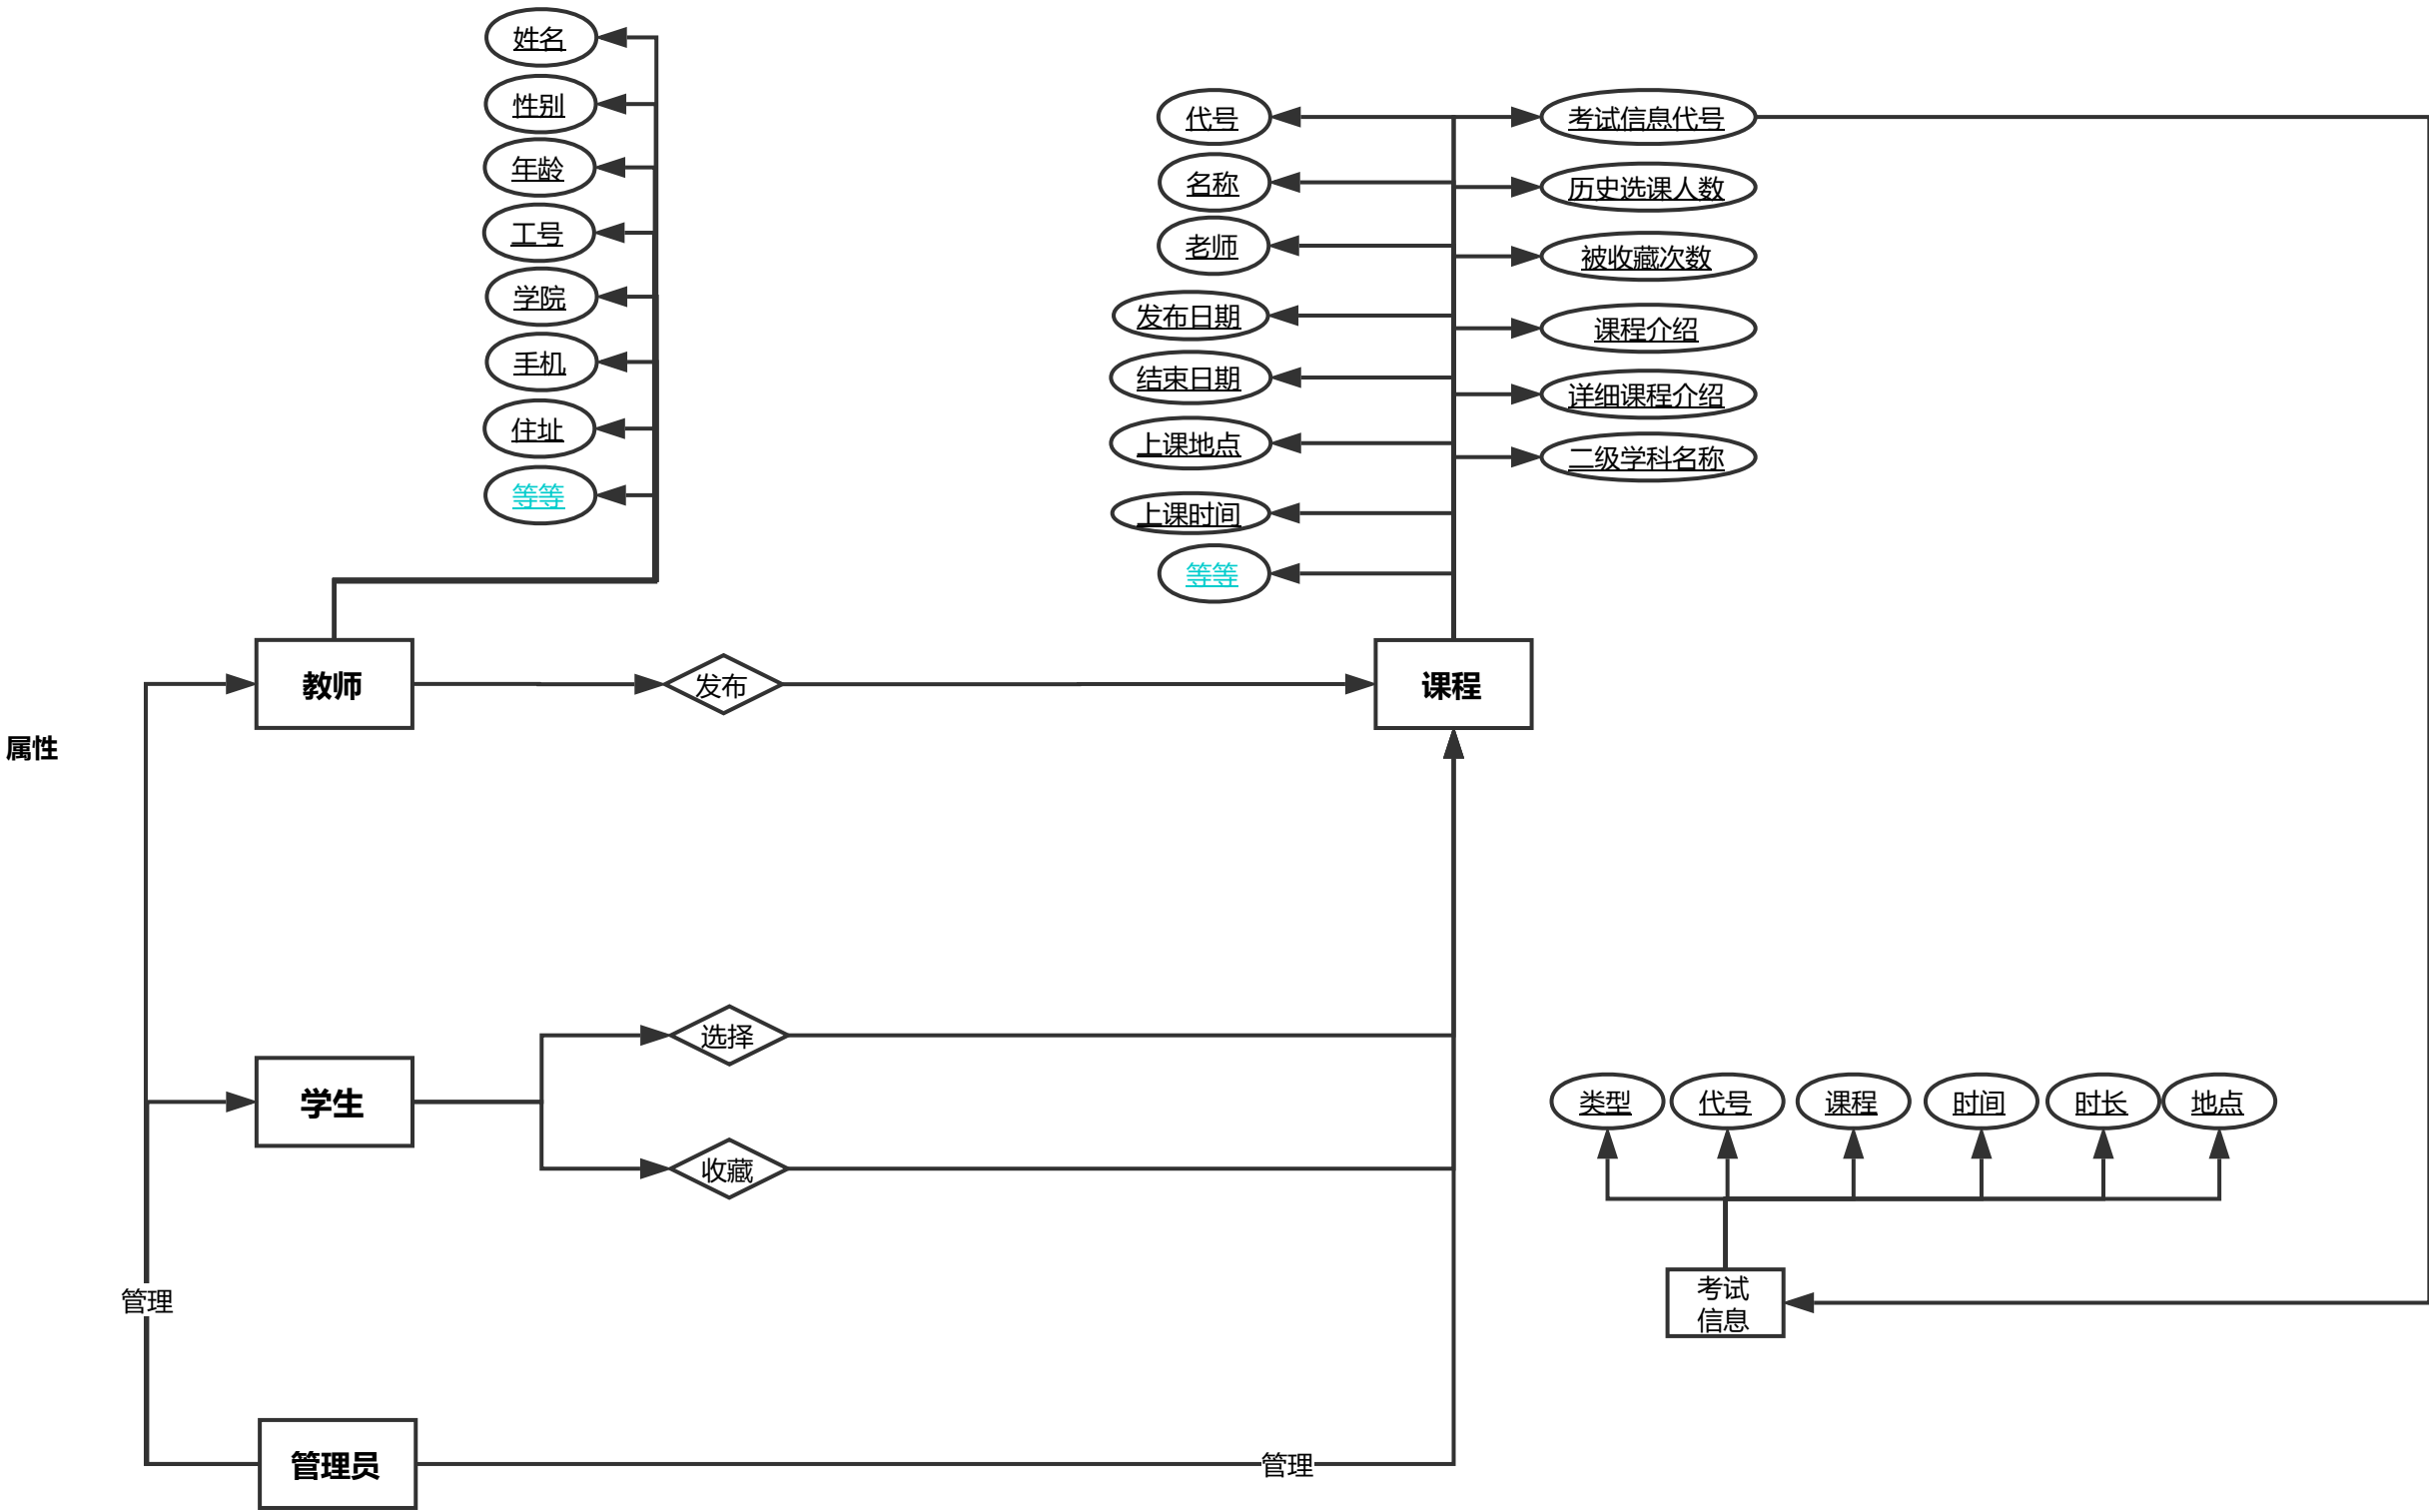 姓名
性别
年龄
工号
学院
手机
住址
等等
代号
名称
老师
发布日期
结束日期
上课地点
上课时间
等等
考试信息代号
历史选课人数
被收藏次数
课程介绍
详细课程介绍
二级学科名称
教师
发布
课程
属性
学生
选择
收藏
类型
代号
课程
时间
时长
地点
管理
考试
信息
管理员
管理